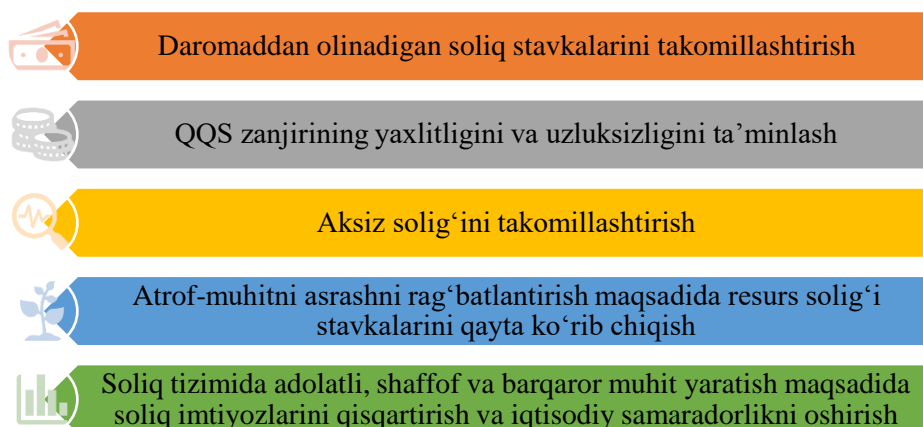 Daromaddan olinadigan soliq stavkalarini takomillashtirish
QQS zanjirining yaxlitligini va uzluksizligini ta’minlash
Aksiz solig‘ini takomillashtirish
Atrof-muhitni asrashni rag‘batlantirish maqsadida resurs solig‘i
stavkalarini qayta ko‘rib chiqish
Soliq tizimida adolatli, shaffof va barqaror muhit yaratish maqsadida
soliq imtiyozlarini qisqartirish va iqtisodiy samaradorlikni oshirish